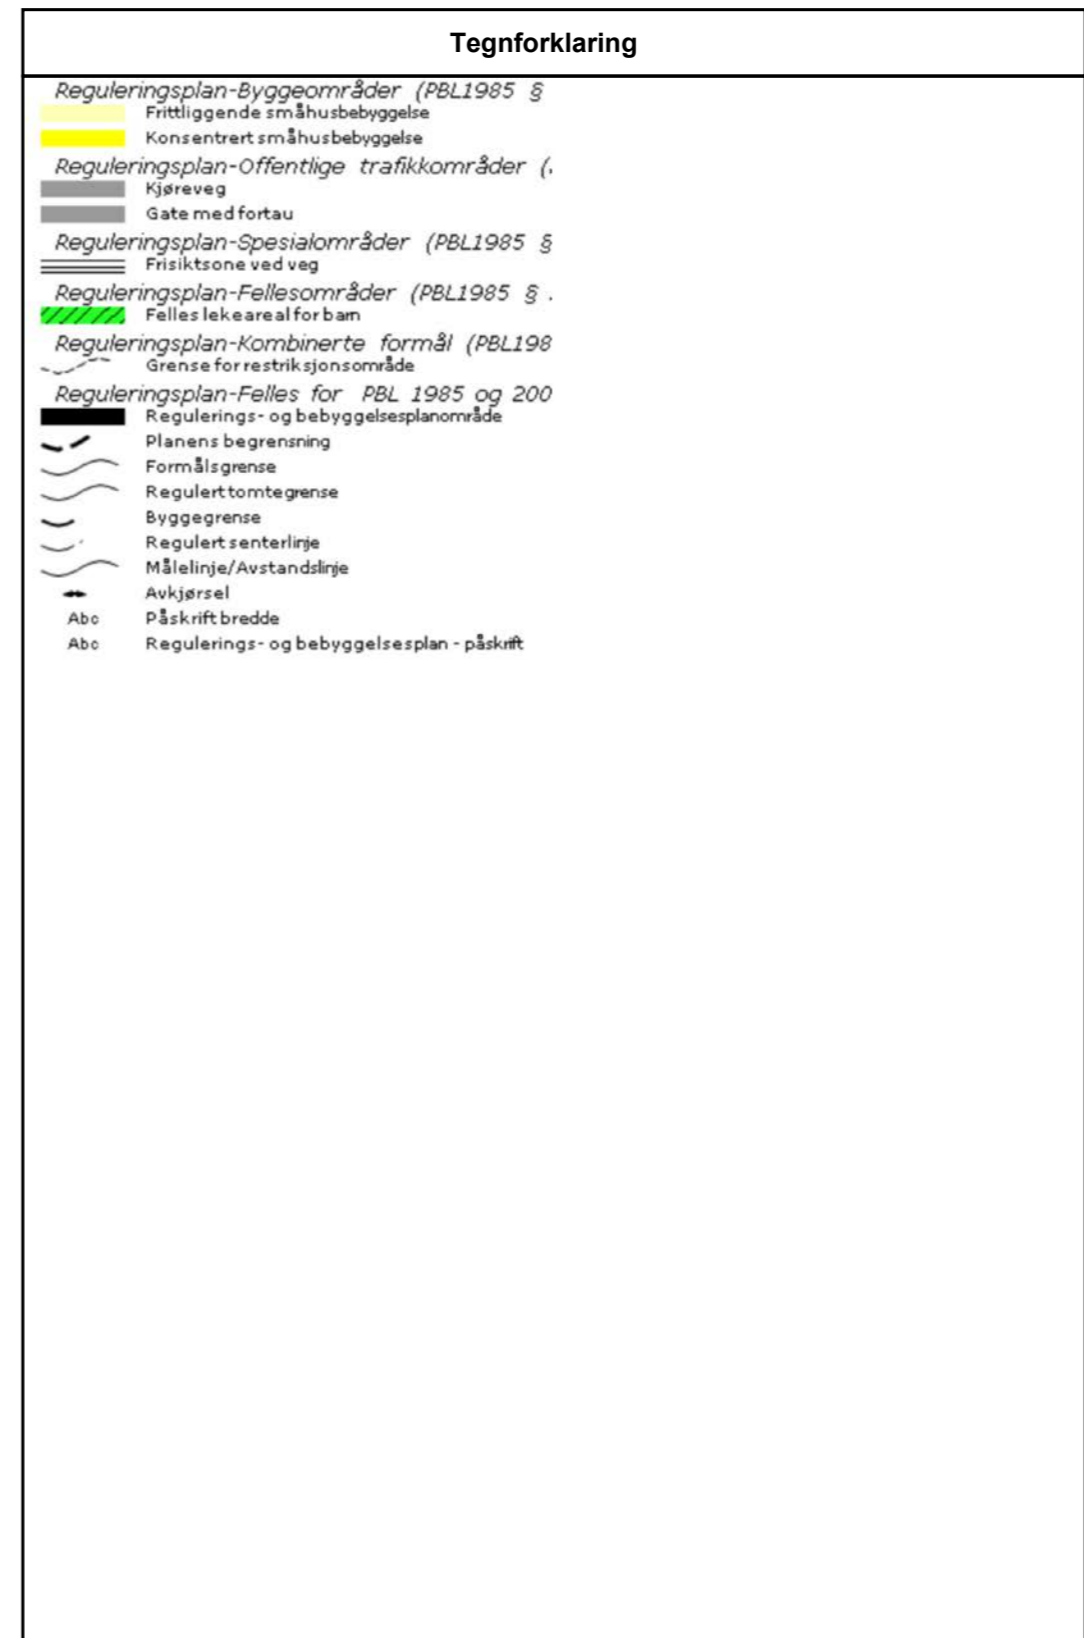 Tegnforklaring
Reguleringsplan-Byggeområder (PBL1985 §
Frittliggende småhusbebyggelse
Konsentrert småhusbebyggelse
Reguleringsplan-Offentlige trafikkområder (.
Kjøreveg
Gate med fortau
Reguleringsplan-Spesialområder (PBL1985 §
Frisiktsone ved veg
Reguleringsplan-Fellesområder (PBL1985 § .
Felles lekeareal for barn
Reguleringsplan-Kombinerte formål (PBL198
Grense for restriksjonsområde
Reguleringsplan-Felles for PBL 1985 og 200
Regulerings- og bebyggelsesplanområde
Planens begrensning
Formålsgrense
Regulert tomtegrense
Byggegrense
Regulert senterlinje
Målelinje/Avstandslinje
Avkjørsel
Abc Påskrift bredde
Abc Regulerings- og bebyggelsesplan - påskrift